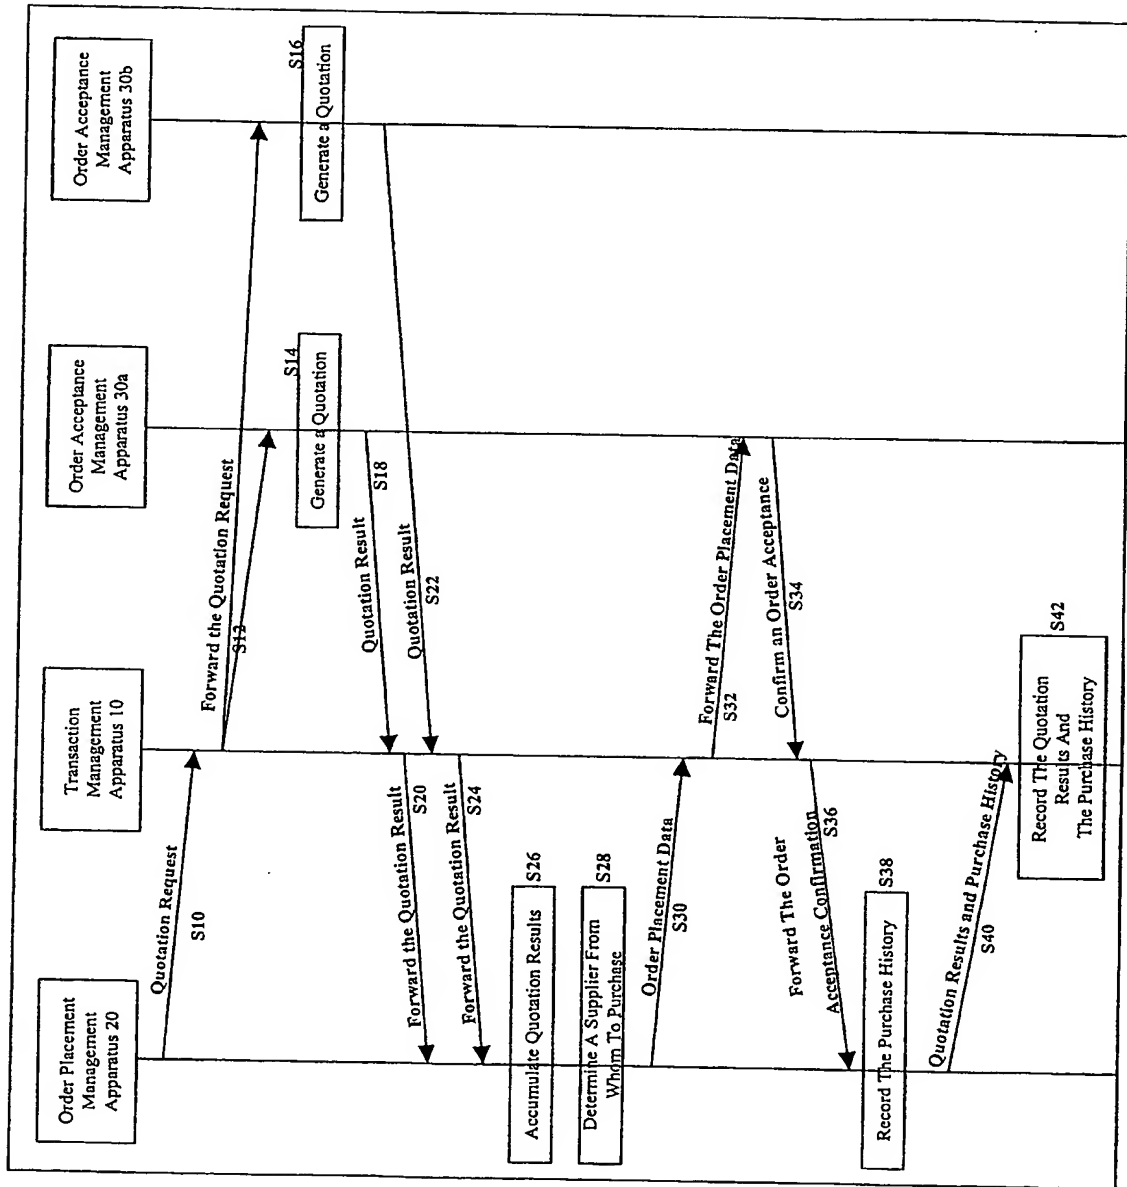 Order Placement
Management
Apparatus 20
Transaction
Management
Apparatus 10
Order Acceptance
Management
Apparatus 30a
Order Acceptance
Management
Apparatus 30b
Quotation Request
S10
Forward the Quotation Request
S12
S14
Generate a Quotation
S16
Generate a Quotation
Quotation Result
S18
Forward the Quotation Result
S20
Quotation Result
S22
Forward the Quotation Result
S24
Accumulate Quotation Results
S26
Determine A Supplier From
Whom To Purchase
S28
Order Placement Data
S30
Forward The Order Placement Data
S32
Confirm an Order Acceptance
S34
Forward The Order
Acceptance Confirmation
S36
Record The Purchase History
S38
Quotation Results and Purchase History
S40
Record The Quotation
Results And
The Purchase History
S42